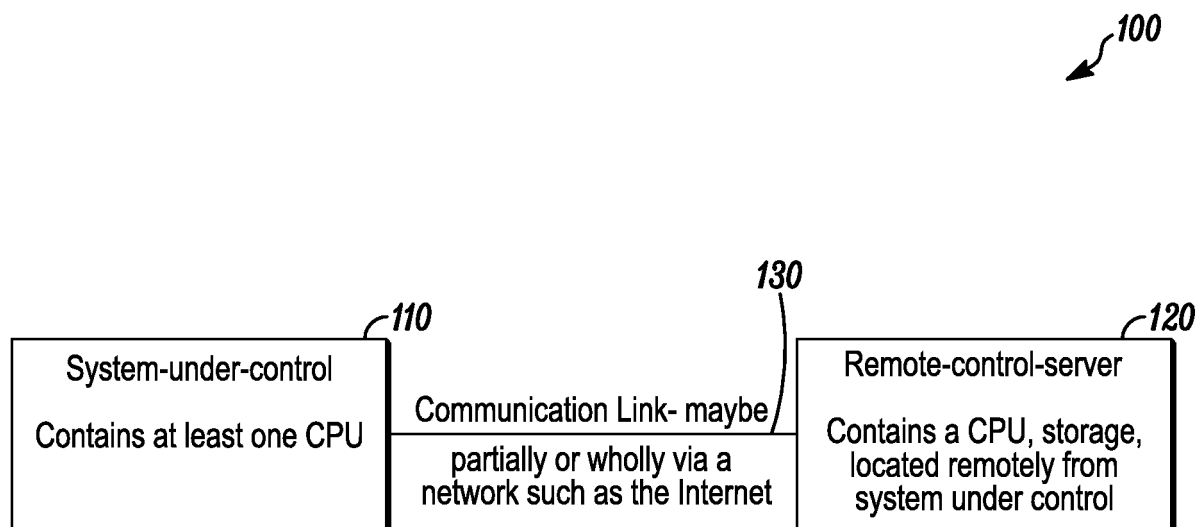 100
130
110
120
System-under-control
Contains at least one CPU
Communication Link- maybe
partially or wholly via a
network such as the Internet
Remote-control-server
Contains a CPU, storage,
located remotely from
system under control